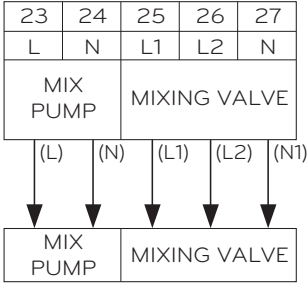 23 24 25 26 27
L N L1 L2 N
MIX
PUMP
MIXING VALVE
(L) (N) (L1) (L2) (N1)
MIX
PUMP
MIXING VALVE